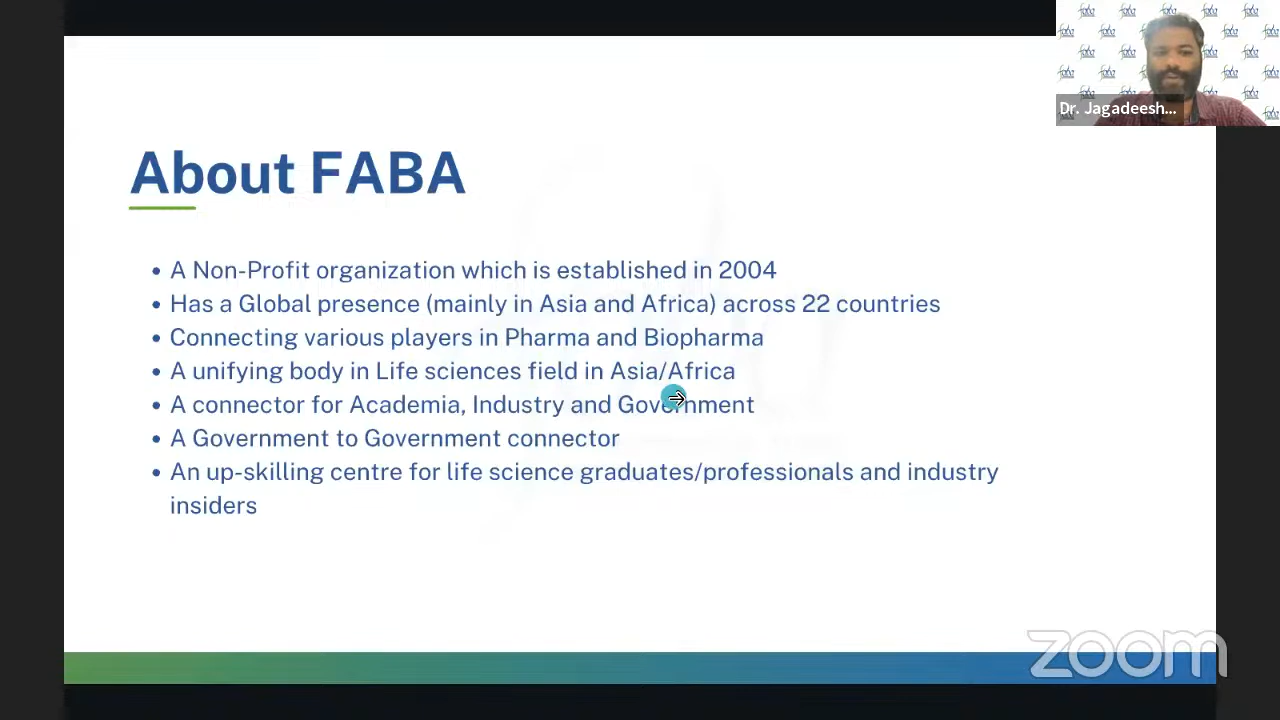 Dr. Jagadeesh...
About FABA
• A Non-Profit organization which is established in 2004
• Has a Global presence (mainly in Asia and Africa) across 22 countries
• Connecting various players in Pharma and Biopharma
• A unifying body in Life sciences field in Asia/Africa
• A connector for Academia, Industry and Government
• A Government to Government connector
• An up-skilling centre for life science graduates/professionals and industry
insiders
zoom